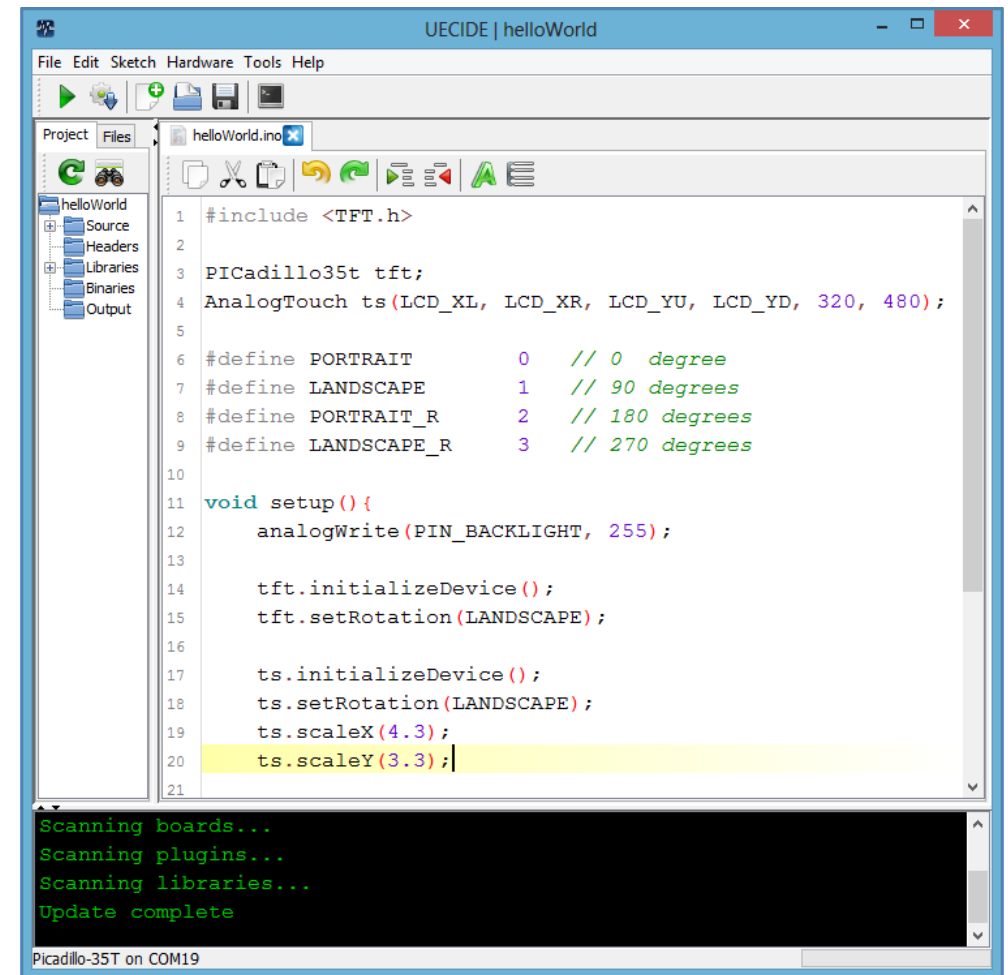 UECIDE | helloWorld
File Edit Sketch Hardware Tools Help
Project Files
helloWorld.ino
helloWorld
Source
Headers
Libraries
Binaries
Output
1 #include <TFT.h>
2
3 PICadillo35t tft;
4 AnalogTouch ts(LCD_XL, LCD_XR, LCD_YU, LCD_YD, 320, 480);
5
6 #define PORTRAIT 0 // 0 degree
7 #define LANDSCAPE 1 // 90 degrees
8 #define PORTRAIT_R 2 // 180 degrees
9 #define LANDSCAPE_R 3 // 270 degrees
10
11 void setup(){
12 analogWrite(PIN_BACKLIGHT, 255);
13
14 tft.initializeDevice();
15 tft.setRotation(LANDSCAPE);
16
17 ts.initializeDevice();
18 ts.setRotation(LANDSCAPE);
19 ts.scaleX(4.3);
20 ts.scaleY(3.3);
21
Scanning boards...
Scanning plugins...
Scanning libraries...
Update complete
Picadillo-35T on COM19